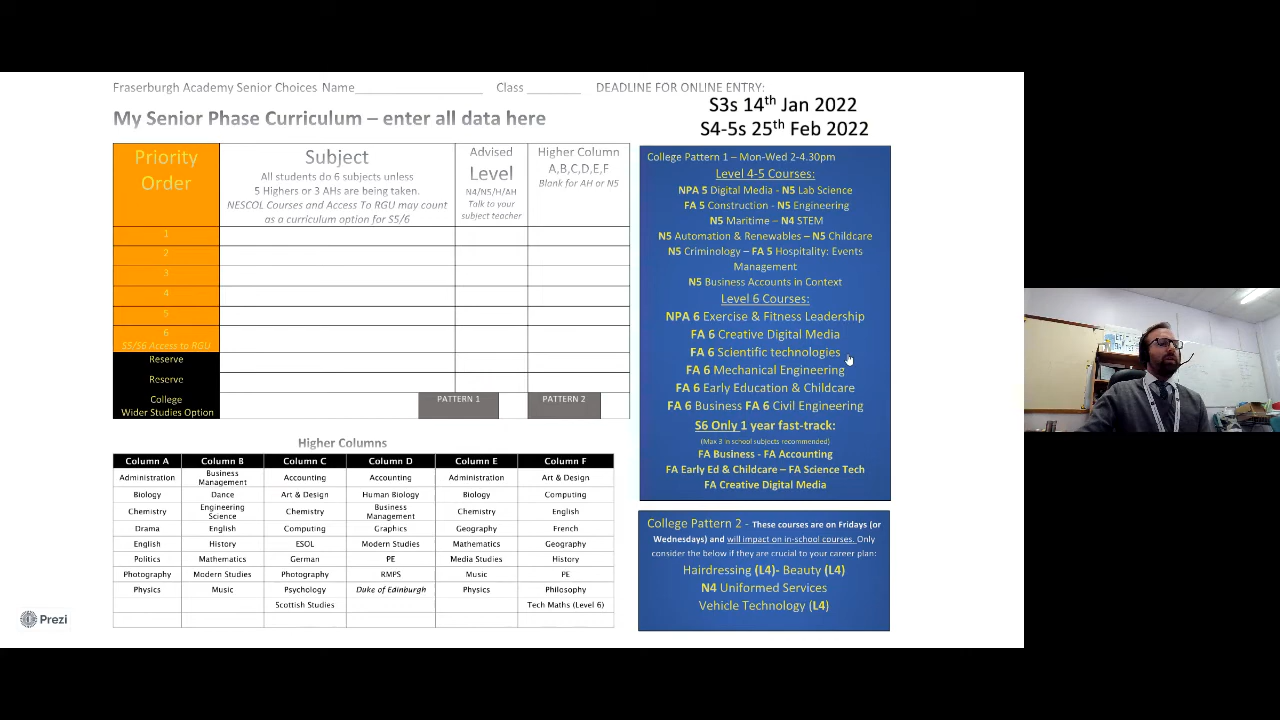 Fraserburgh Academy Senior Choices Name____________________ Class ________ DEADLINE FOR ONLINE ENTRY:
S3s 14th Jan 2022
S4-5s 25th Feb 2022
My Senior Phase Curriculum – enter all data here
Priority Order
Subject
All students do 6 subjects unless
5 Highers or 3 AHs are being taken.
NESCOL Courses and Access To RGU may count
as a curriculum option for S5/6
Advised
Level
N4/N5/H/AH
Talk to your
subject teacher
Higher Column
A,B,C,D,E,F
Blank for AH or N5
1
2
3
4
5
6
S5/S6 Access to RGU
Reserve
Reserve
College
Wider Studies Option
PATTERN 1
PATTERN 2
College Pattern 1 – Mon-Wed 2-4.30pm
Level 4-5 Courses:
NPA 5 Digital Media - N5 Lab Science
FA 5 Construction - N5 Engineering
N5 Maritime – N4 STEM
N5 Automation & Renewables – N5 Childcare
N5 Criminology – FA 5 Hospitality: Events
Management
N5 Business Accounts in Context
Level 6 Courses:
NPA 6 Exercise & Fitness Leadership
FA 6 Creative Digital Media
FA 6 Scientific technologies
FA 6 Mechanical Engineering
FA 6 Early Education & Childcare
FA 6 Business FA 6 Civil Engineering
S6 Only 1 year fast-track:
(Max 3 in school subjects recommended)
FA Business - FA Accounting
FA Early Ed & Childcare – FA Science Tech
FA Creative Digital Media
College Pattern 2 - These courses are on Fridays (or
Wednesdays) and will impact on in-school courses. Only
consider the below if they are crucial to your career plan:
Hairdressing (L4)- Beauty (L4)
N4 Uniformed Services
Vehicle Technology (L4)
Higher Columns
Column A Column B Column C Column D Column E Column F
Administration Business Management Accounting Accounting Administration Art & Design
Biology Dance Art & Design Human Biology Biology Computing
Chemistry Engineering Science Chemistry Business Management Chemistry English
Drama English Computing Graphics Geography French
English History ESOL Modern Studies Mathematics Geography
Politics Mathematics German PE Media Studies History
Photography Modern Studies Photography RMPS Music PE
Physics Music Psychology Duke of Edinburgh Physics Philosophy
Scottish Studies Tech Maths (Level 6)
Prezi